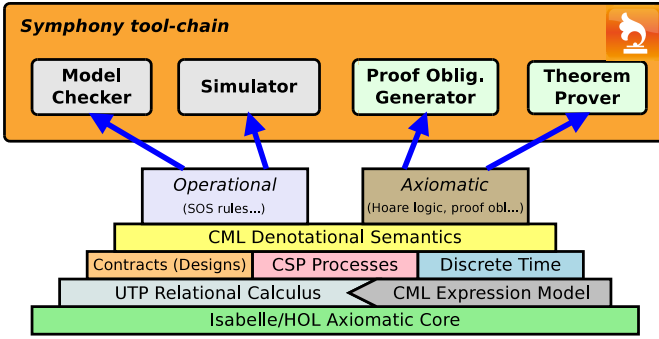 Symphony tool-chain
Model
Checker
Simulator
Proof Oblig.
Generator
Theorem
Prover
Operational
(SOS rules...)
Axiomatic
(Hoare logic, proof obl...)
CML Denotational Semantics
Contracts (Designs)
CSP Processes
Discrete Time
UTP Relational Calculus
CML Expression Model
Isabelle/HOL Axiomatic Core